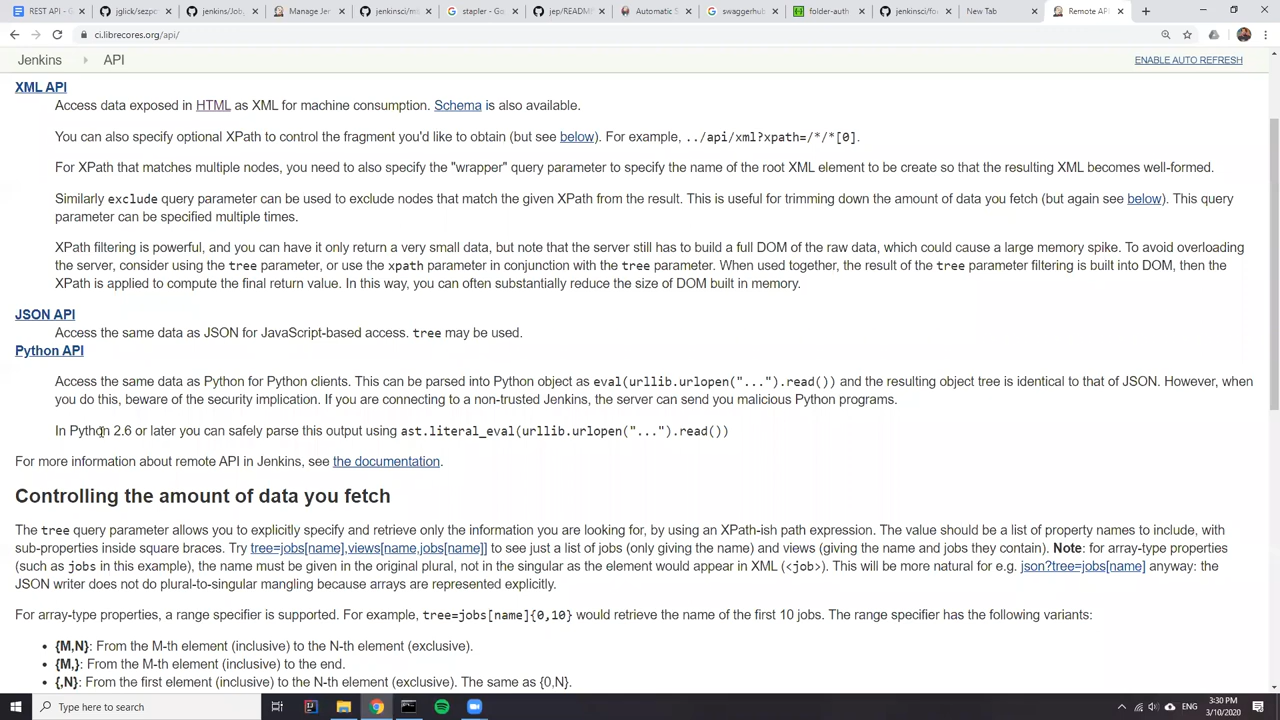 REST API - G
jglick/sezpo
jenkins/Job.
Manage Jen
jenkinsci/m
stapler - Go
jep/READM
Automatic S
swaggerhub
folder-auth
jenkinsci/fo
New Tab
Remote AP
ci.librecores.org/api/
Jenkins API ENABLE AUTO REFRESH
XML API
Access data exposed in HTML as XML for machine consumption. Schema is also available.
You can also specify optional XPath to control the fragment you'd like to obtain (but see below). For example, ../api/xml?xpath=/*/*[0].
For XPath that matches multiple nodes, you need to also specify the "wrapper" query parameter to specify the name of the root XML element to be create so that the resulting XML becomes well-formed.
Similarly exclude query parameter can be used to exclude nodes that match the given XPath from the result. This is useful for trimming down the amount of data you fetch (but again see below). This query
parameter can be specified multiple times.
XPath filtering is powerful, and you can have it only return a very small data, but note that the server still has to build a full DOM of the raw data, which could cause a large memory spike. To avoid overloading
the server, consider using the tree parameter, or use the xpath parameter in conjunction with the tree parameter. When used together, the result of the tree parameter filtering is built into DOM, then the
XPath is applied to compute the final return value. In this way, you can often substantially reduce the size of DOM built in memory.
JSON API
Access the same data as JSON for JavaScript-based access. tree may be used.
Python API
Access the same data as Python for Python clients. This can be parsed into Python object as eval(urllib.urlopen("...").read()) and the resulting object tree is identical to that of JSON. However, when
you do this, beware of the security implication. If you are connecting to a non-trusted Jenkins, the server can send you malicious Python programs.
In Python 2.6 or later you can safely parse this output using ast.literal_eval(urllib.urlopen("...").read())
For more information about remote API in Jenkins, see the documentation.
Controlling the amount of data you fetch
The tree query parameter allows you to explicitly specify and retrieve only the information you are looking for, by using an XPath-ish path expression. The value should be a list of property names to include, with
sub-properties inside square braces. Try tree=jobs[name],views[name,jobs[name]] to see just a list of jobs (only giving the name) and views (giving the name and jobs they contain). Note: for array-type properties
(such as jobs in this example), the name must be given in the original plural, not in the singular as the element would appear in XML (<job>). This will be more natural for e.g. json?tree=jobs[name] anyway: the
JSON writer does not do plural-to-singular mangling because arrays are represented explicitly.
For array-type properties, a range specifier is supported. For example, tree=jobs[name]{0,10} would retrieve the name of the first 10 jobs. The range specifier has the following variants:
• {M,N}: From the M-th element (inclusive) to the N-th element (exclusive).
• {M,}: From the M-th element (inclusive) to the end.
• {,N}: From the first element (inclusive) to the N-th element (exclusive). The same as {0,N}.
Type here to search
ENG
3:30 PM
3/10/2020